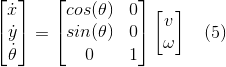 [ẋ ẏ θ̇] = [cos(θ) 0; sin(θ) 0; 0 1] [v ω] (5)